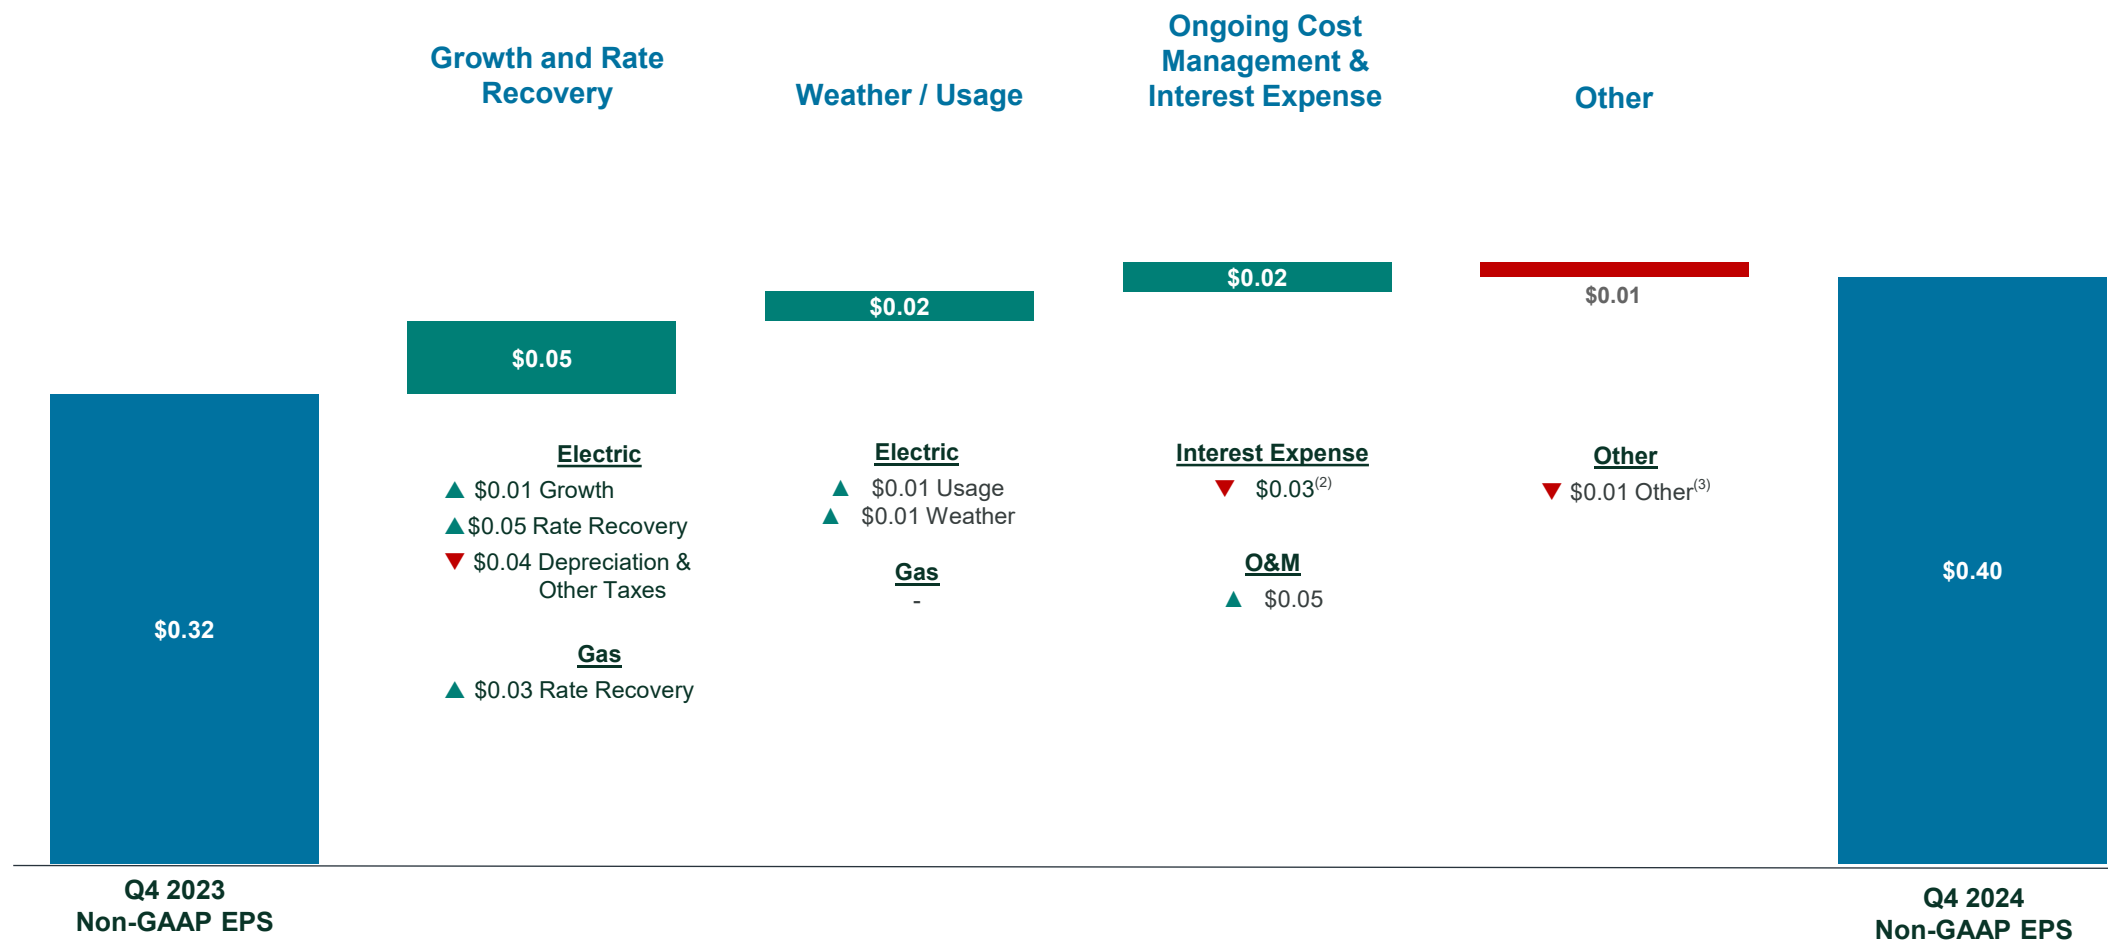 Growth and Rate
Recovery
Weather / Usage
Ongoing Cost
Management &
Interest Expense
Other
$0.32
$0.05
$0.02
$0.02
$0.01
$0.40
Electric
▲ $0.01 Growth
▲ $0.05 Rate Recovery
▼ $0.04 Depreciation &
Other Taxes
Gas
▲ $0.03 Rate Recovery
Electric
▲ $0.01 Usage
▲ $0.01 Weather
Gas
-
Interest Expense
▼ $0.03(2)
O&M
▲ $0.05
Other
▼ $0.01 Other(3)
Q4 2023
Non-GAAP EPS
Q4 2024
Non-GAAP EPS